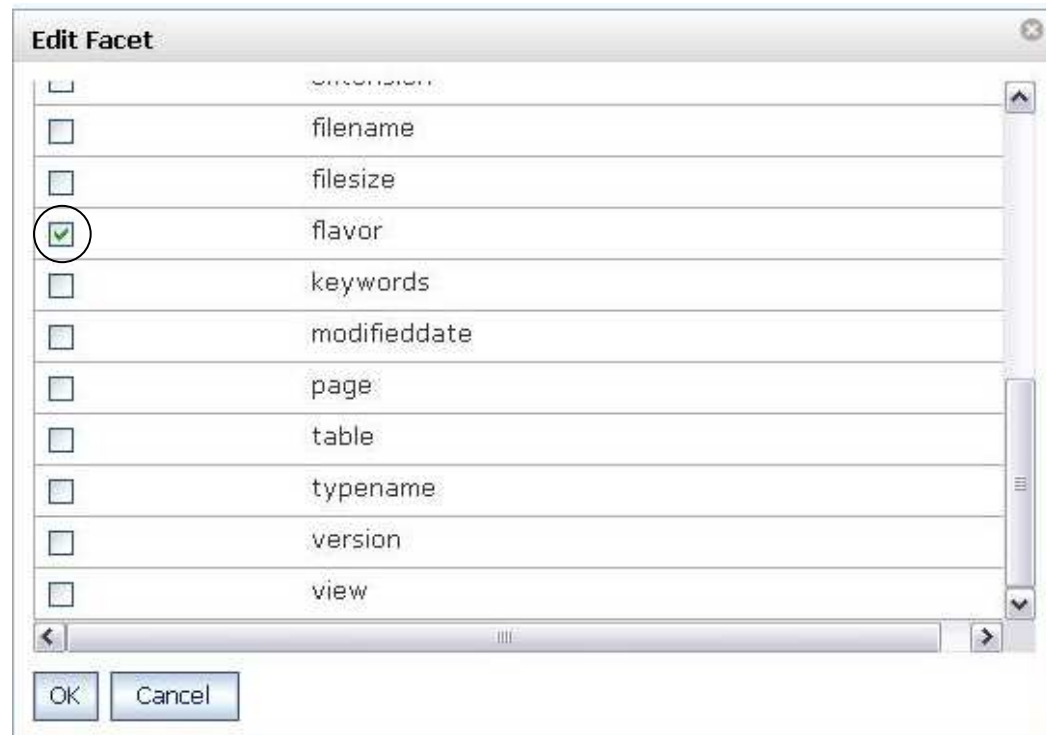 Edit Facet
filename
filesize
flavor
keywords
modifieddate
page
table
typename
version
view
OK
Cancel